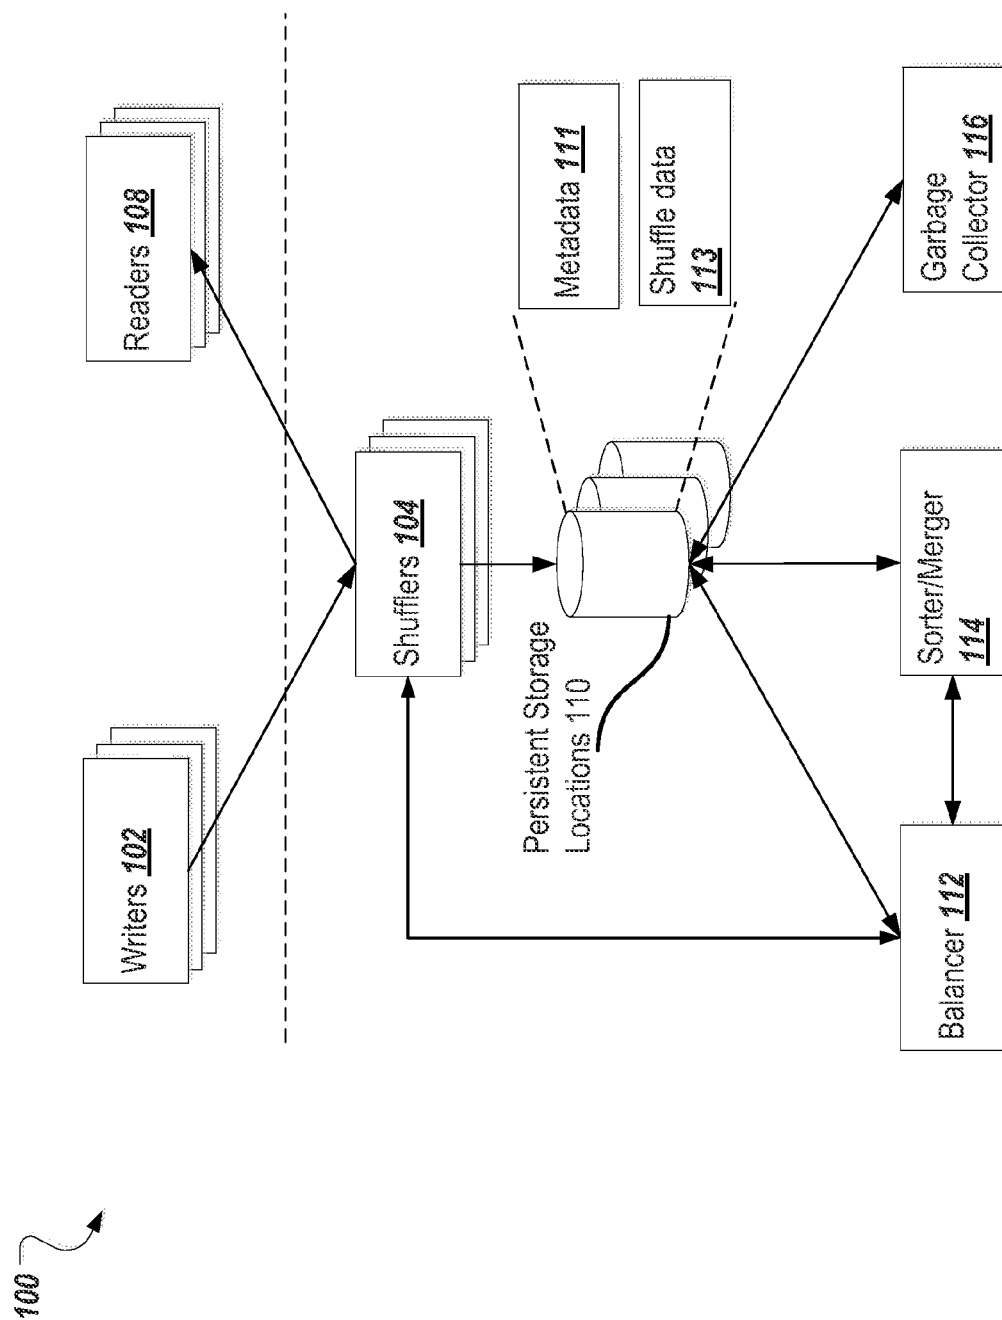 100
Writers 102
Readers 108
Shufflers 104
Persistent Storage
Locations 110
Metadata 111
Shuffle data
113
Balancer 112
Sorter/Merger
114
Garbage
Collector 116